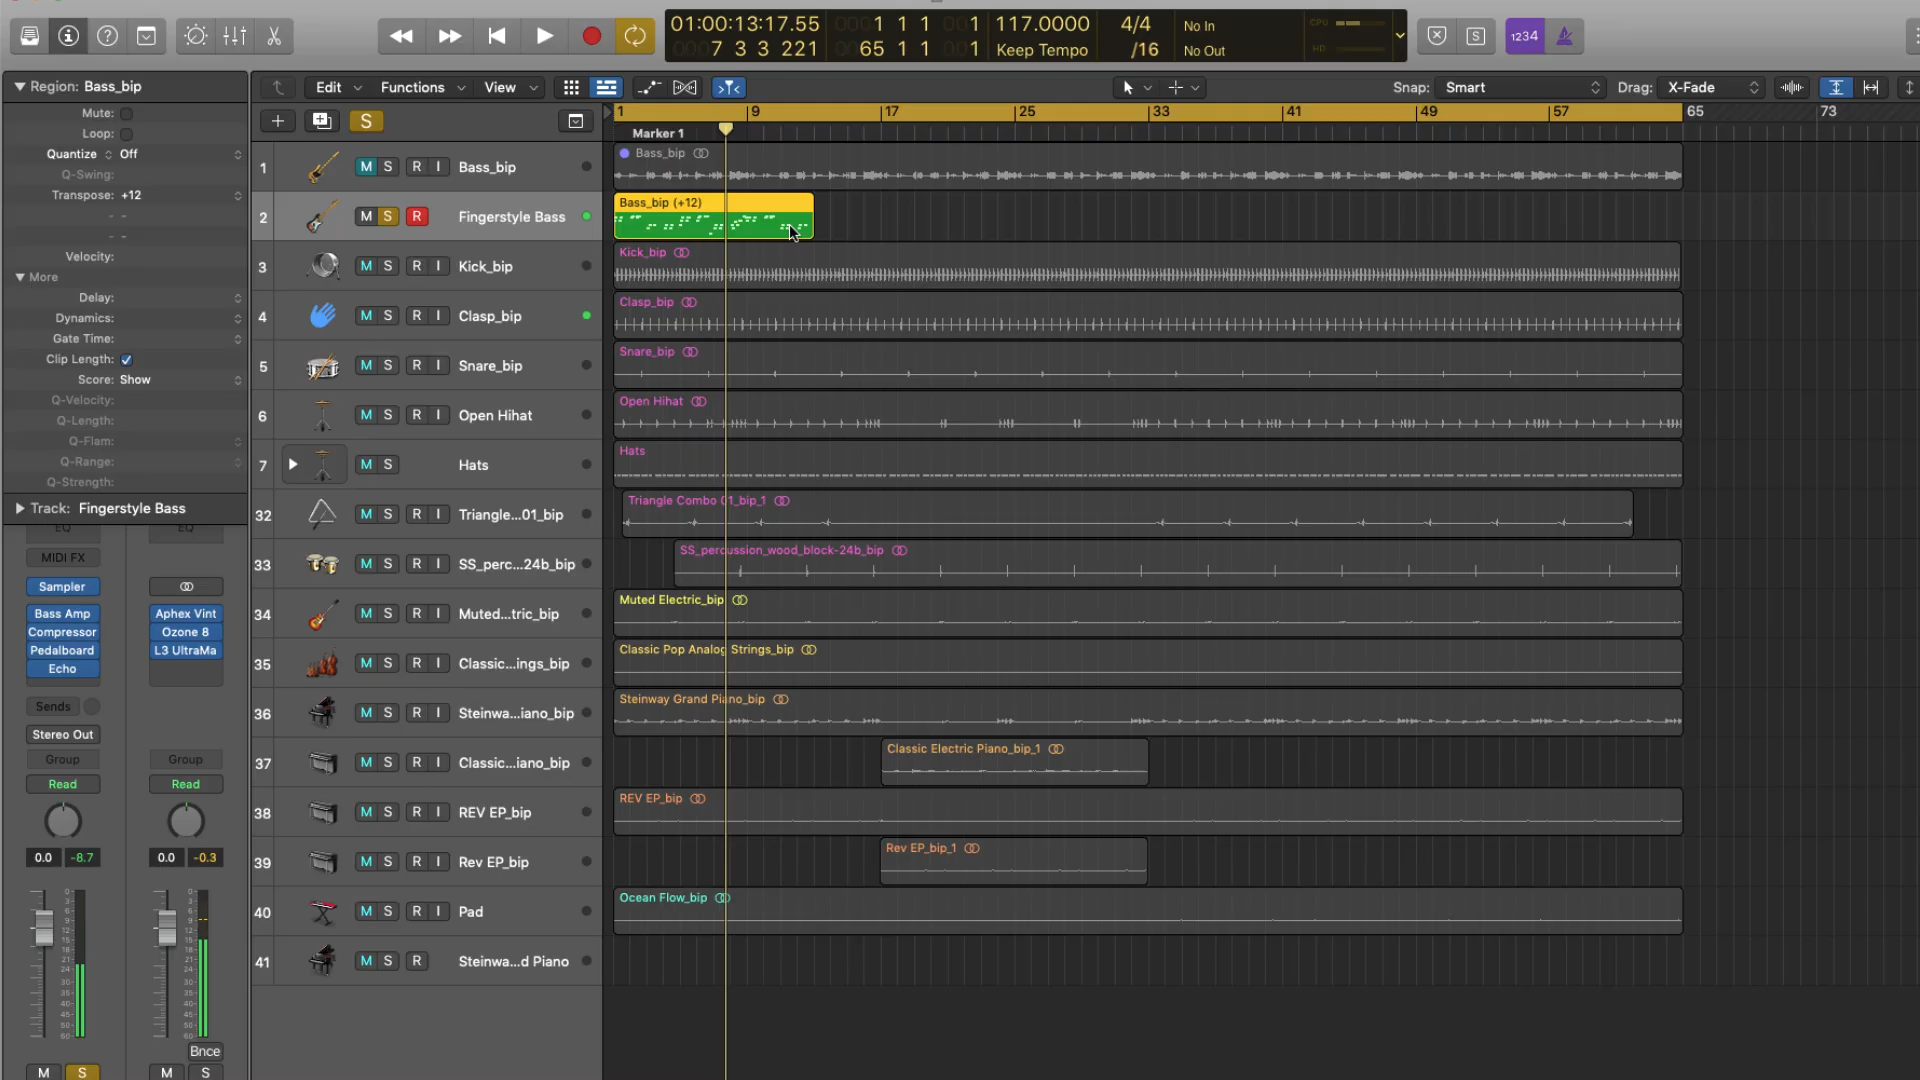 01:00:13:17.55
1 1 1 1
117.0000
4/4
No In
CPU
7 3 3 221
65 1 1 1
Keep Tempo
/16
No Out
HD
1234
Region: Bass_bip
Edit
Functions
View
Snap: Smart
Drag: X-Fade
Mute:
Loop:
Quantize Off
Q-Swing:
Transpose: +12
Velocity:
More
Delay:
Dynamics:
Gate Time:
Clip Length:
Score: Show
Q-Velocity:
Q-Length:
Q-Flam:
Q-Range:
Q-Strength:
Track: Fingerstyle Bass
S
1 9 17 25 33 41 49 57 65 73
Marker 1
1 M S R I Bass_bip
Bass_bip
2 M S R Fingerstyle Bass
Bass_bip (+12)
3 M S R I Kick_bip
Kick_bip
4 M S R I Clasp_bip
Clasp_bip
5 M S R I Snare_bip
Snare_bip
6 M S R I Open Hihat
Open Hihat
7 M S Hats
Hats
32 M S R I Triangle...01_bip
Triangle Combo 01_bip_1
33 M S R I SS_perc...24b_bip
SS_percussion_wood_block-24b_bip
34 M S R I Muted...tric_bip
Muted Electric_bip
35 M S R I Classic...ings_bip
Classic Pop Analog Strings_bip
36 M S R I Steinwa...iano_bip
Steinway Grand Piano_bip
37 M S R I Classic...iano_bip
Classic Electric Piano_bip_1
38 M S R I REV EP_bip
REV EP_bip
39 M S R I Rev EP_bip
Rev EP_bip_1
40 M S R I Pad
Ocean Flow_bip
41 M S R Steinwa...d Piano
EQ EQ
MIDI FX
Sampler
Bass Amp Aphex Vint
Compressor Ozone 8
Pedalboard L3 UltraMa
Echo
Sends
Stereo Out
Group Group
Read Read
0.0 -8.7 0.0 -0.3
Bnce
M S M S